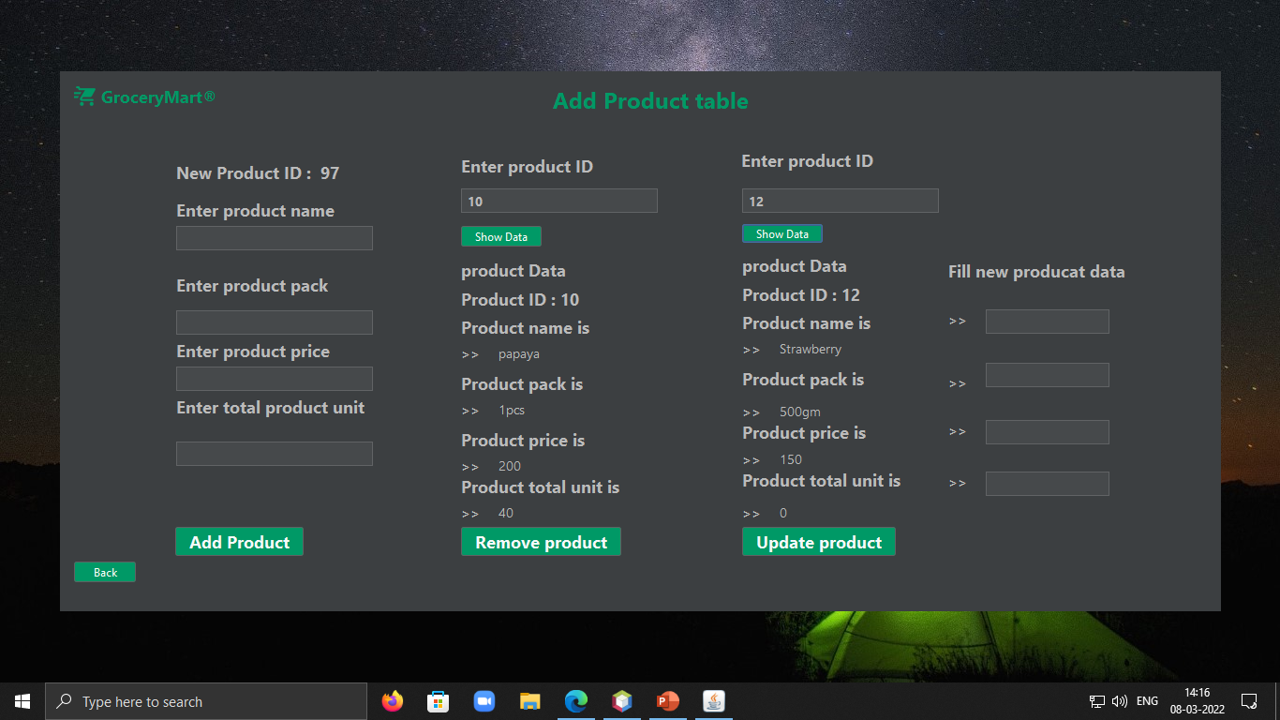 GroceryMart®
Add Product table
New Product ID : 97
Enter product name
Enter product pack
Enter product price
Enter total product unit
Add Product
Back
Enter product ID
10
Show Data
product Data
Product ID : 10
Product name is
>> papaya
Product pack is
>> 1pcs
Product price is
>> 200
Product total unit is
>> 40
Remove product
Enter product ID
12
Show Data
product Data
Product ID : 12
Product name is
>> Strawberry
Product pack is
>> 500gm
Product price is
>> 150
Product total unit is
>> 0
Update product
Fill new producat data
>>
>>
>>
>>
Type here to search
ENG
14:16
08-03-2022